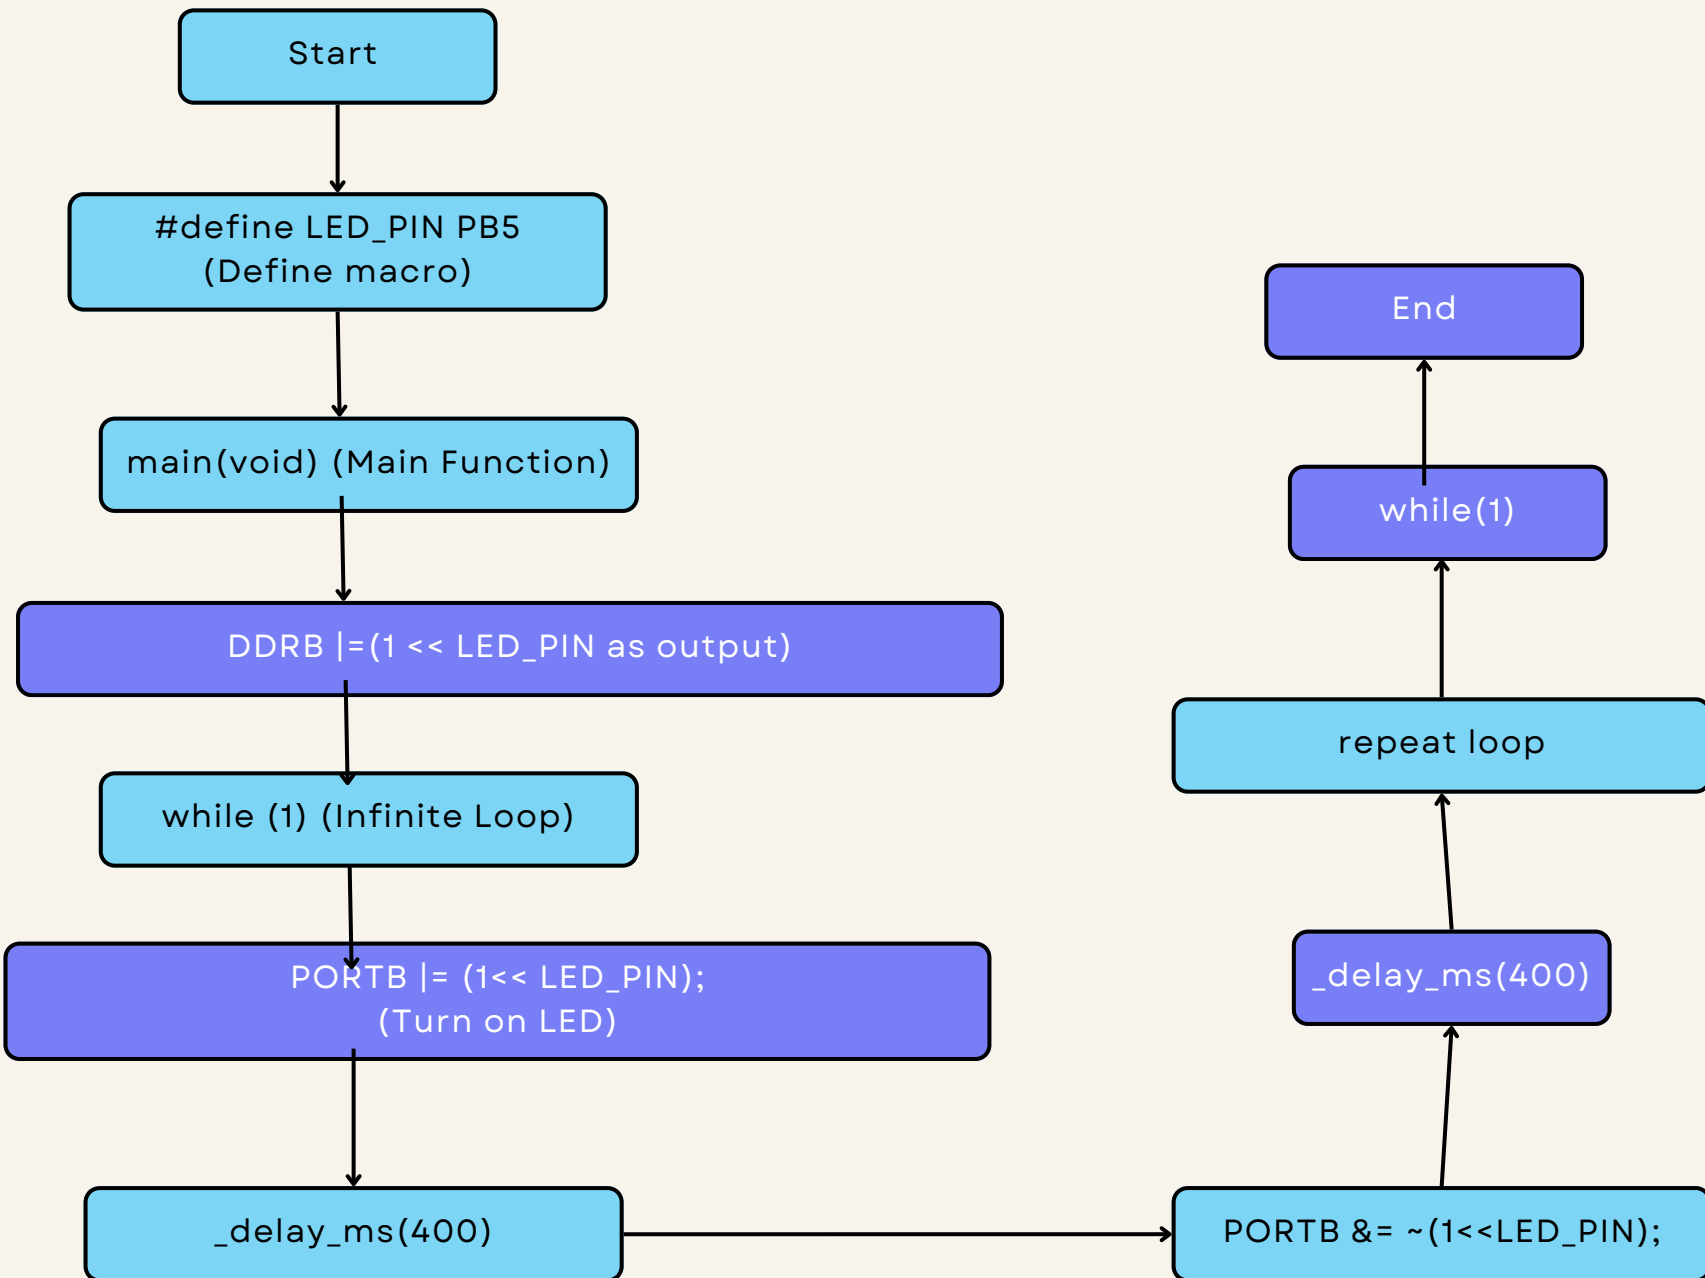 Start
#define LED_PIN PB5
(Define macro)
main(void) (Main Function)
DDRB |=(1 << LED_PIN as output)
while (1) (Infinite Loop)
PORTB |= (1<< LED_PIN);
(Turn on LED)
_delay_ms(400)
PORTB &= ~(1<<LED_PIN);
_delay_ms(400)
repeat loop
while(1)
End